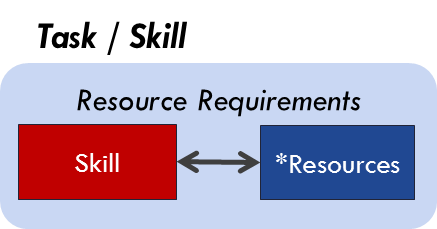 Task / Skill
Resource Requirements
Skill
*Resources